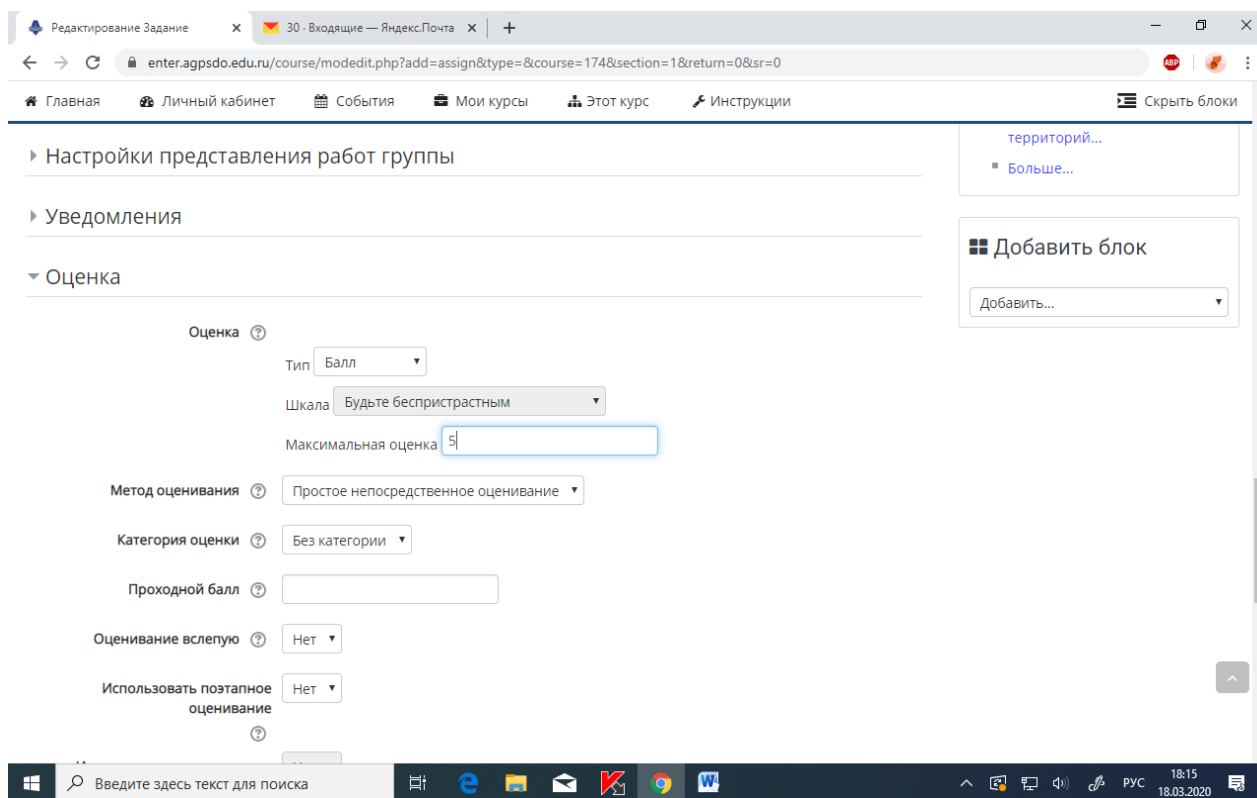 Редактирование Задание
30 · Входящие — Яндекс.Почта
enter.agpsdo.edu.ru/course/modedit.php?add=assign&type=&course=174&section=1&return=0&sr=0
ABP
Главная Личный кабинет События Мои курсы Этот курс Инструкции Скрыть блоки
Настройки представления работ группы
территорий...
Больше...
Уведомления
Добавить блок
Добавить...
Оценка
Оценка
Тип Балл
Шкала Будьте беспристрастным
Максимальная оценка 5
Метод оценивания Простое непосредственное оценивание
Категория оценки Без категории
Проходной балл
Оценивание вслепую Нет
Использовать поэтапное Нет
оценивание
Введите здесь текст для поиска
РУС
18:15
18.03.2020